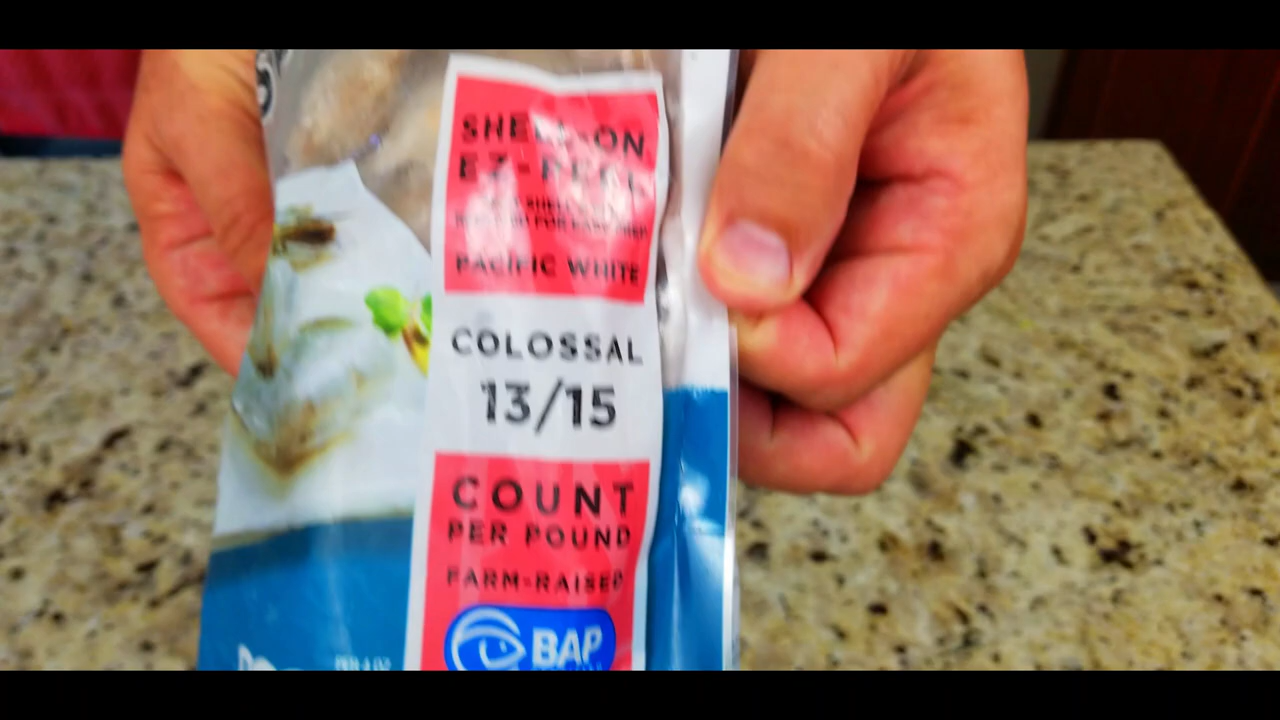 SHELL-ON
EZ-PEEL
PACIFIC WHITE
COLOSSAL
13/15
COUNT
PER POUND
FARM-RAISED
BAP